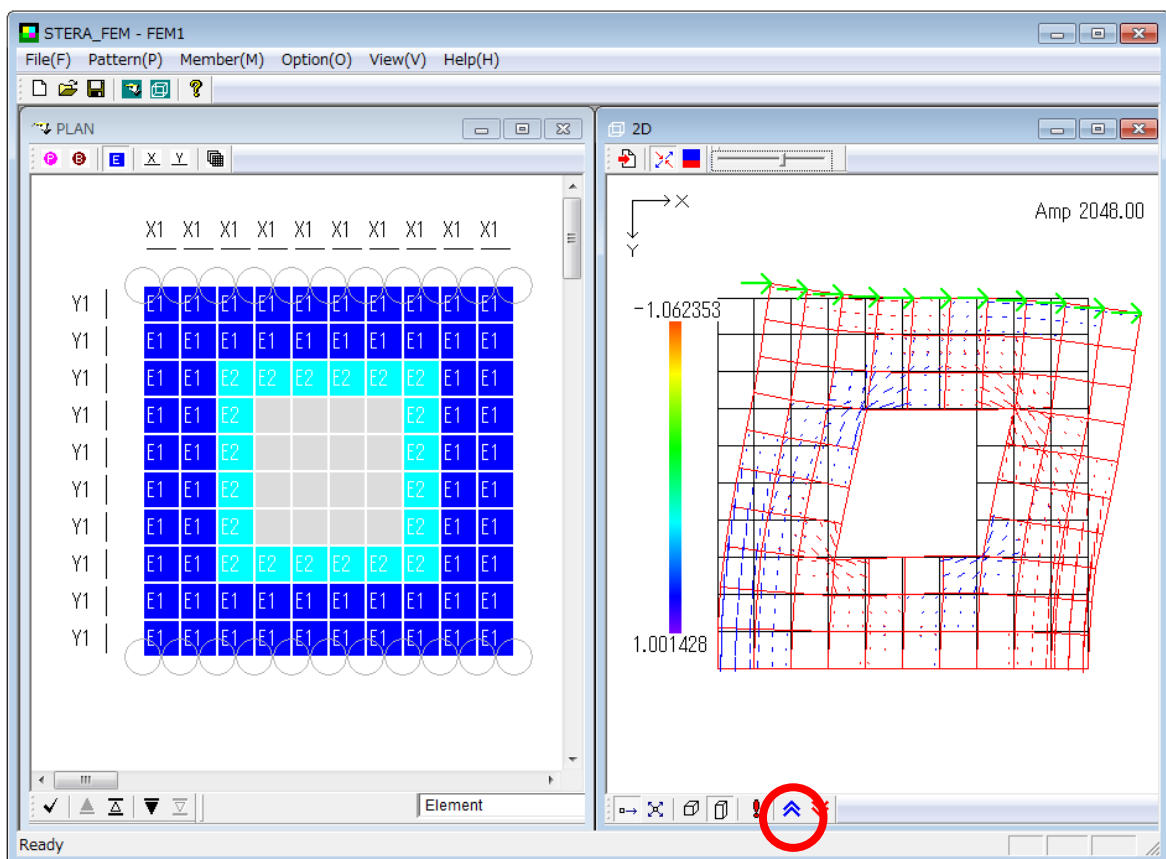 STERA_FEM - FEM1
File(F) Pattern(P) Member(M) Option(O) View(V) Help(H)
PLAN
P B E X Y
X1 X1 X1 X1 X1 X1 X1 X1 X1 X1
Y1 E1 E1 E1 E1 E1 E1 E1 E1 E1 E1
Y1 E1 E1 E1 E1 E1 E1 E1 E1 E1 E1
Y1 E1 E1 E2 E2 E2 E2 E2 E2 E1 E1
Y1 E1 E1 E2 E2 E1 E1
Y1 E1 E1 E2 E2 E1 E1
Y1 E1 E1 E2 E2 E1 E1
Y1 E1 E1 E2 E2 E1 E1
Y1 E1 E1 E2 E2 E2 E2 E2 E2 E1 E1
Y1 E1 E1 E1 E1 E1 E1 E1 E1 E1 E1
Y1 E1 E1 E1 E1 E1 E1 E1 E1 E1 E1
Element
2D
X
Y
Amp 2048.00
-1.062353
1.001428
Ready